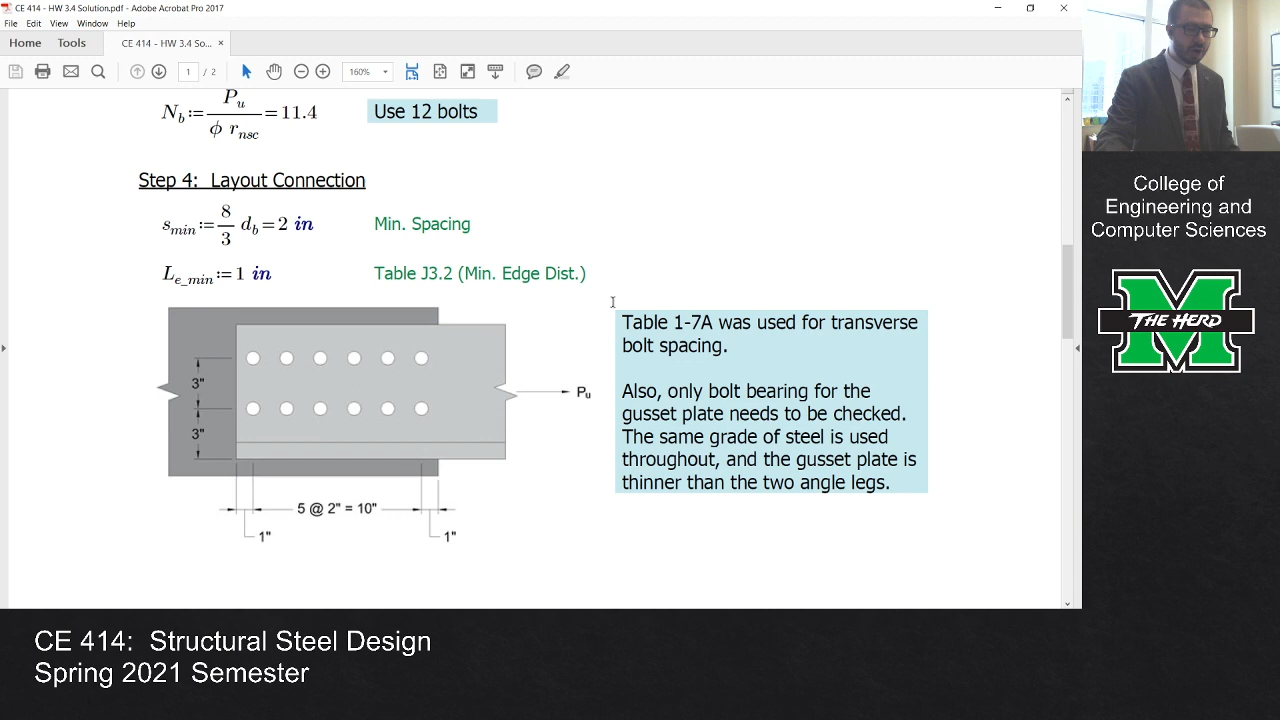 CE 414 - HW 3.4 Solution.pdf - Adobe Acrobat Pro 2017
File Edit View Window Help
Home Tools CE 414 - HW 3.4 So... ×
1 / 2 160%
N_b := P_u / (ϕ r_nsc) = 11.4 Use 12 bolts
Step 4: Layout Connection
s_min := 8/3 d_b = 2 in Min. Spacing
L_e_min := 1 in Table J3.2 (Min. Edge Dist.)
3"
3"
P_u
5 @ 2" = 10"
1" 1"
Table 1-7A was used for transverse
bolt spacing.
Also, only bolt bearing for the
gusset plate needs to be checked.
The same grade of steel is used
throughout, and the gusset plate is
thinner than the two angle legs.
College of
Engineering and
Computer Sciences
THE HERD
CE 414: Structural Steel Design
Spring 2021 Semester